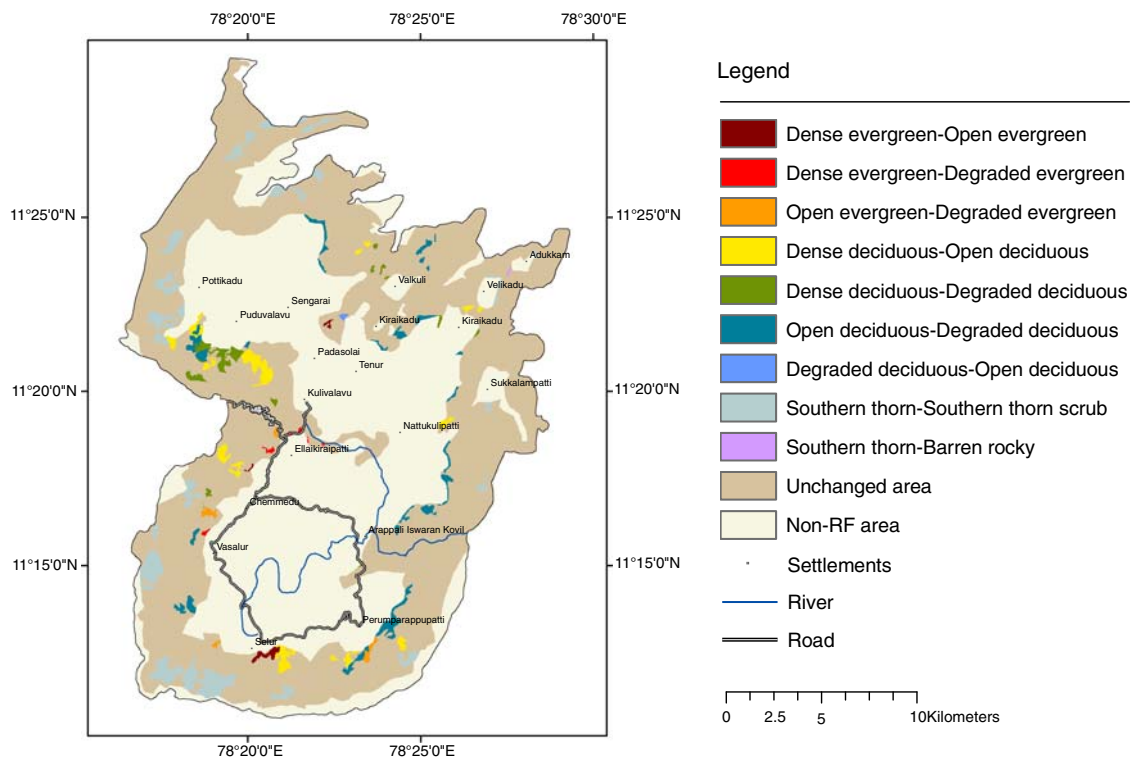 78°20'0"E 78°25'0"E 78°30'0"E
11°25'0"N
11°20'0"N
11°15'0"N
Adukkam
Valkuli
Velikadu
Pottikadu
Sengarai
Puduvalavu
Kiraikadu
Kiraikadu
Padasolai
Tenur
Sukkalampatti
Kulivalavu
Nattukulipatti
Ellaikiraipatti
Chemmedu
Arappali Iswaran Kovil
Vasalur
Perumparappupatti
Selur
11°25'0"N
11°20'0"N
11°15'0"N
78°20'0"E 78°25'0"E
Legend
Dense evergreen-Open evergreen
Dense evergreen-Degraded evergreen
Open evergreen-Degraded evergreen
Dense deciduous-Open deciduous
Dense deciduous-Degraded deciduous
Open deciduous-Degraded deciduous
Degraded deciduous-Open deciduous
Southern thorn-Southern thorn scrub
Southern thorn-Barren rocky
Unchanged area
Non-RF area
Settlements
River
Road
0 2.5 5 10Kilometers